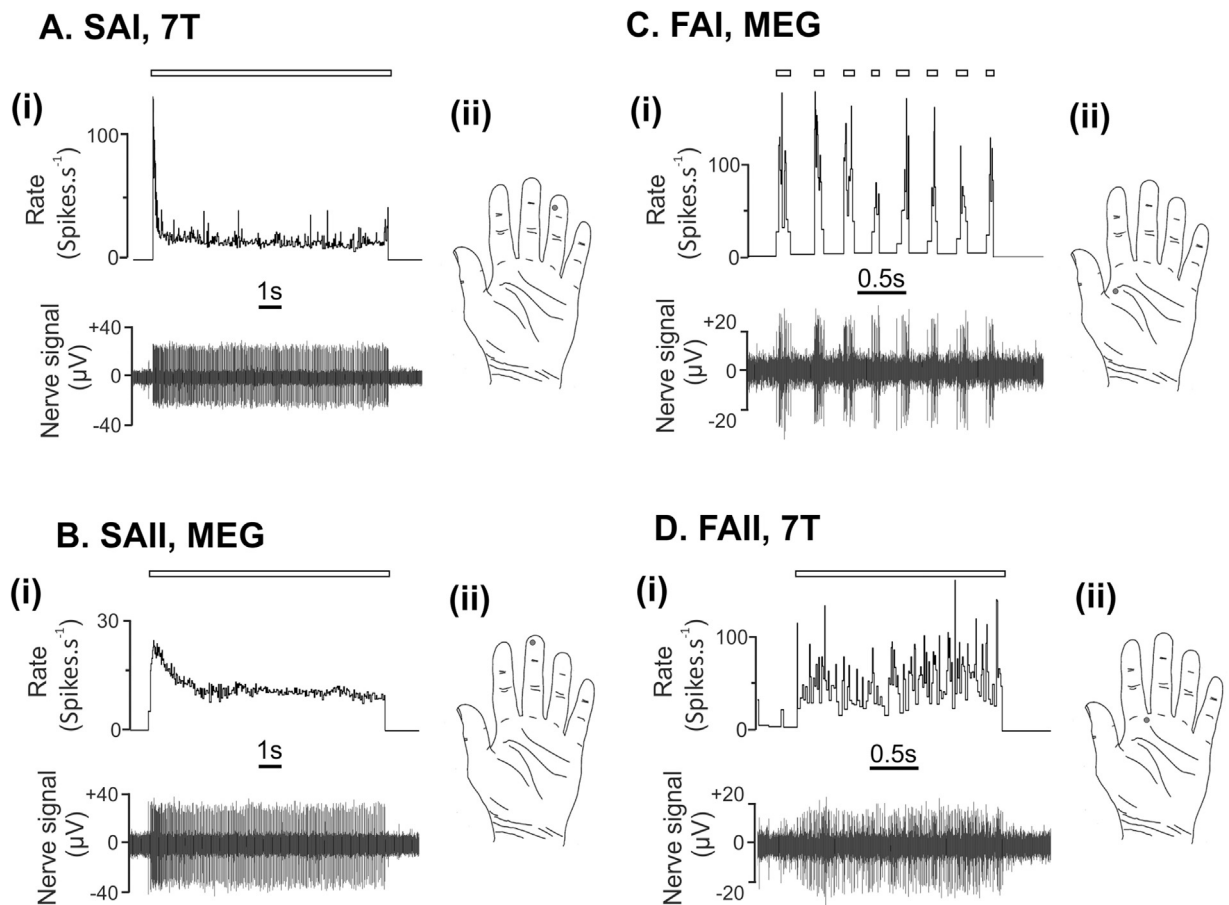 A. SAI, 7T
(i)
Rate
(Spikes.s⁻¹)
100
0
1s
Nerve signal
(µV)
+40
0
-40
(ii)
C. FAI, MEG
(i)
Rate
(Spikes.s⁻¹)
100
0
0.5s
Nerve signal
(µV)
+20
0
-20
(ii)
B. SAII, MEG
(i)
Rate
(Spikes.s⁻¹)
30
0
1s
Nerve signal
(µV)
+40
0
-40
(ii)
D. FAII, 7T
(i)
Rate
(Spikes.s⁻¹)
100
0
0.5s
Nerve signal
(µV)
+20
0
-20
(ii)